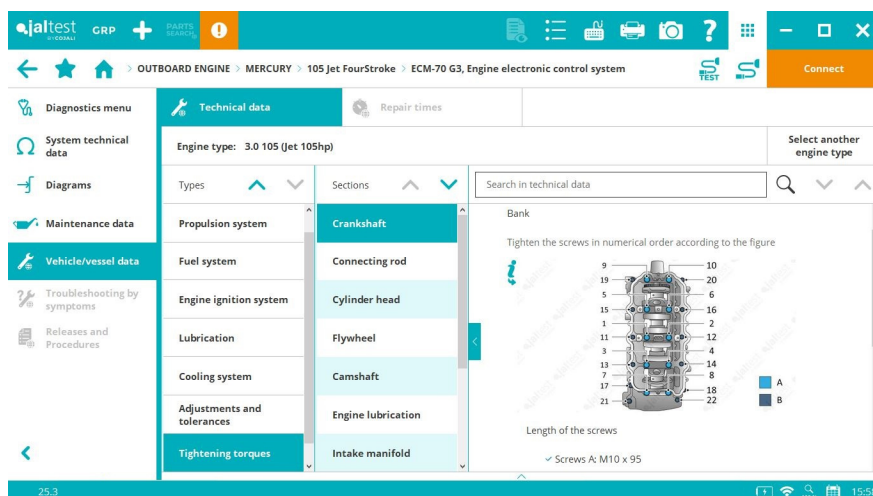 jaltest
BY COJALI
GRP
PARTS
SEARCH
TEST
OUTBOARD ENGINE > MERCURY > 105 Jet FourStroke > ECM-70 G3, Engine electronic control system
Connect
Diagnostics menu
System technical
data
Diagrams
Maintenance data
Vehicle/vessel data
Troubleshooting by
symptoms
Releases and
Procedures
Technical data
Repair times
Engine type: 3.0 105 (Jet 105hp)
Select another
engine type
Types
Sections
Search in technical data
Propulsion system
Fuel system
Engine ignition system
Lubrication
Cooling system
Adjustments and
tolerances
Tightening torques
Crankshaft
Connecting rod
Cylinder head
Flywheel
Camshaft
Engine lubrication
Intake manifold
Bank
Tighten the screws in numerical order according to the figure
9 10
19 20
5 6
15 16
1 2
11 12
3 4
13 14
7 8
17 18
21 22
A
B
Length of the screws
Screws A: M10 x 95
25.3